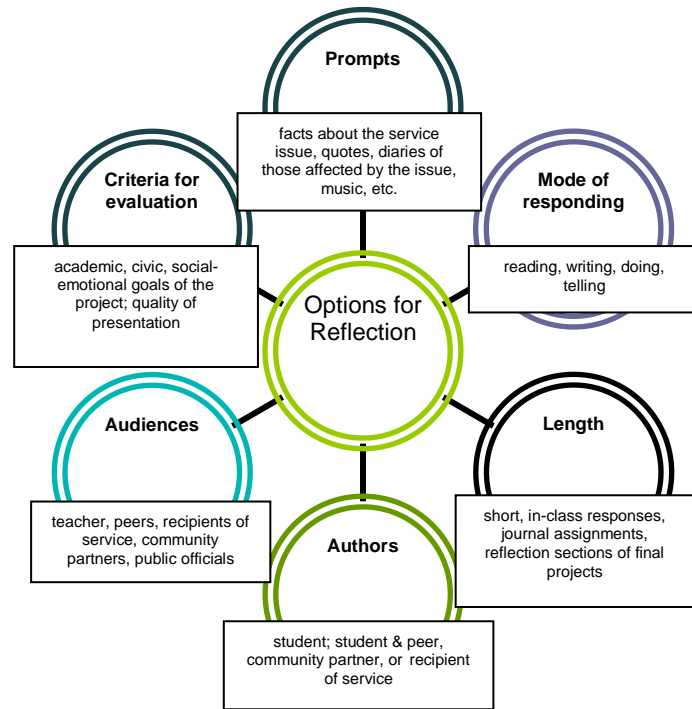 Prompts
facts about the service
issue, quotes, diaries of
those affected by the issue,
music, etc.
Criteria for
evaluation
academic, civic, social-
emotional goals of the
project; quality of
presentation
Mode of
responding
reading, writing, doing,
telling
Options for
Reflection
Audiences
teacher, peers, recipients of
service, community
partners, public officials
Length
short, in-class responses,
journal assignments,
reflection sections of final
projects
Authors
student; student & peer,
community partner, or recipient
of service